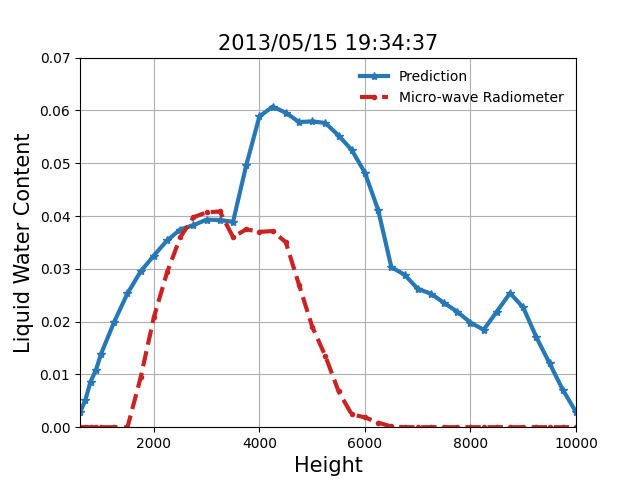 2013/05/15 19:34:37
Prediction
Micro-wave Radiometer
Liquid Water Content
0.07
0.06
0.05
0.04
0.03
0.02
0.01
0.00
2000 4000 6000 8000 10000
Height